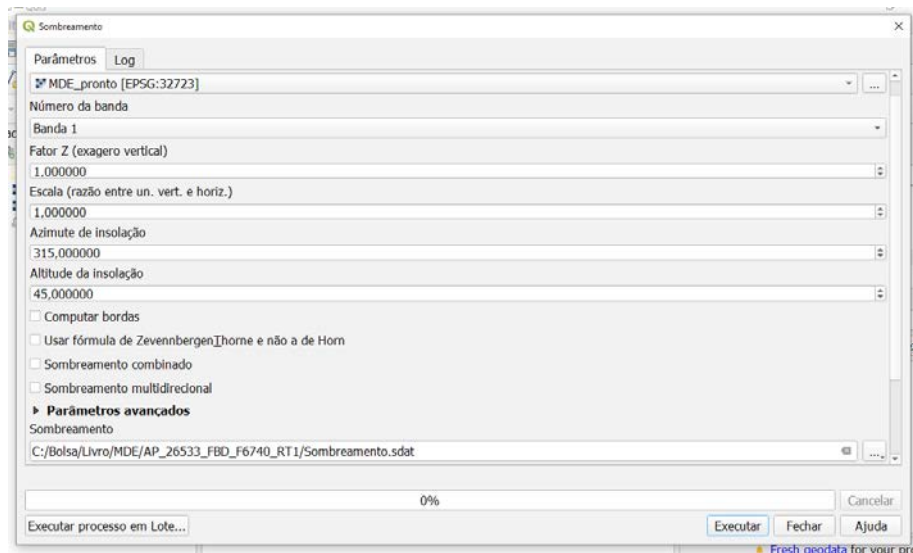 Sombreamento
Parâmetros Log
MDE_pronto [EPSG:32723]
...
Número da banda
Banda 1
Fator Z (exagero vertical)
1,000000
Escala (razão entre un. vert. e horiz.)
1,000000
Azimute de insolação
315,000000
Altitude da insolação
45,000000
Computar bordas
Usar fórmula de ZevennbergenThorne e não a de Horn
Sombreamento combinado
Sombreamento multidirecional
Parâmetros avançados
Sombreamento
C:/Bolsa/Livro/MDE/AP_26533_FBD_F6740_RT1/Sombreamento.sdat
...
0% Cancelar
Executar processo em Lote... Executar Fechar Ajuda
Fresh geodata for your pr